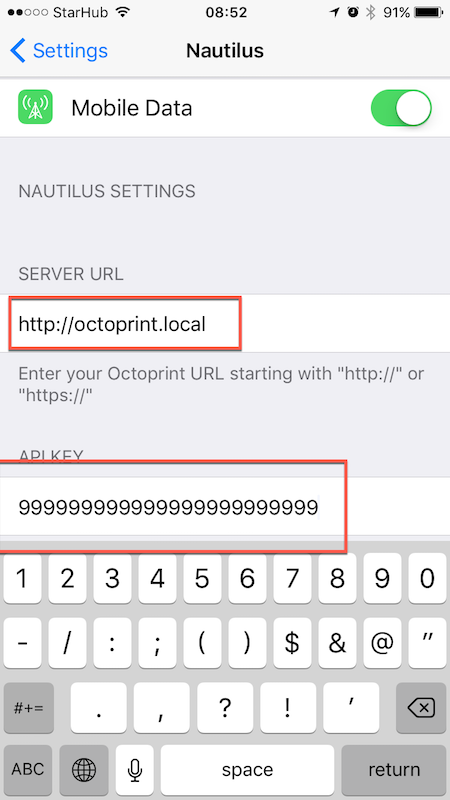 StarHub 08:52 91%
Settings Nautilus
Mobile Data
NAUTILUS SETTINGS
SERVER URL
http://octoprint.local
Enter your Octoprint URL starting with "http://" or
"https://"
API KEY
999999999999999999999999
1 2 3 4 5 6 7 8 9 0
- / : ; ( ) $ & @ "
#+= . , ? ! ’
ABC space return